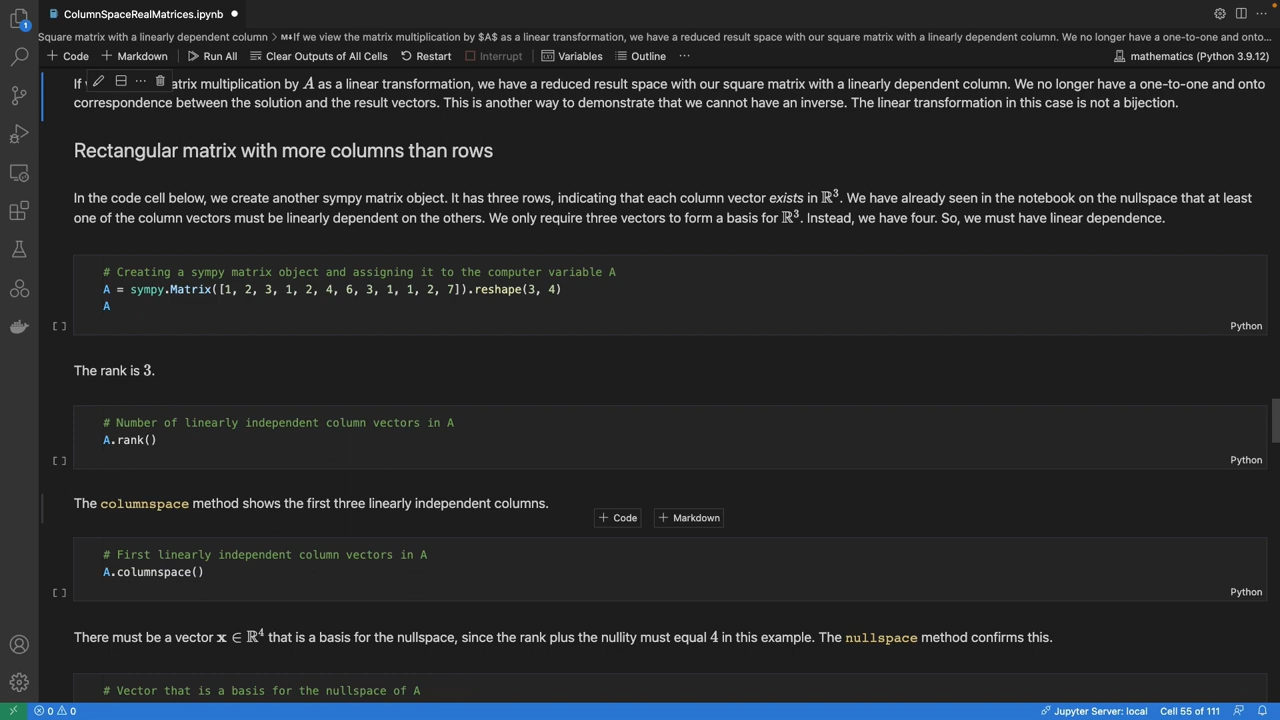 ColumnSpaceRealMatrices.ipynb
Square matrix with a linearly dependent column > M↓If we view the matrix multiplication by $A$ as a linear transformation, we have a reduced result space with our square matrix with a linearly dependent column. We no longer have a one-to-one and onto...
+ Code + Markdown Run All Clear Outputs of All Cells Restart Interrupt Variables Outline ··· mathematics (Python 3.9.12)
If atrix multiplication by A as a linear transformation, we have a reduced result space with our square matrix with a linearly dependent column. We no longer have a one-to-one and onto
correspondence between the solution and the result vectors. This is another way to demonstrate that we cannot have an inverse. The linear transformation in this case is not a bijection.
Rectangular matrix with more columns than rows
In the code cell below, we create another sympy matrix object. It has three rows, indicating that each column vector exists in ℝ³. We have already seen in the notebook on the nullspace that at least
one of the column vectors must be linearly dependent on the others. We only require three vectors to form a basis for ℝ³. Instead, we have four. So, we must have linear dependence.
# Creating a sympy matrix object and assigning it to the computer variable A
A = sympy.Matrix([1, 2, 3, 1, 2, 4, 6, 3, 1, 1, 2, 7]).reshape(3, 4)
A
[ ] Python
The rank is 3.
# Number of linearly independent column vectors in A
A.rank()
[ ] Python
The columnspace method shows the first three linearly independent columns.
+ Code + Markdown
# First linearly independent column vectors in A
A.columnspace()
[ ] Python
There must be a vector x ∈ ℝ⁴ that is a basis for the nullspace, since the rank plus the nullity must equal 4 in this example. The nullspace method confirms this.
# Vector that is a basis for the nullspace of A
0 0 Jupyter Server: local Cell 55 of 111
1